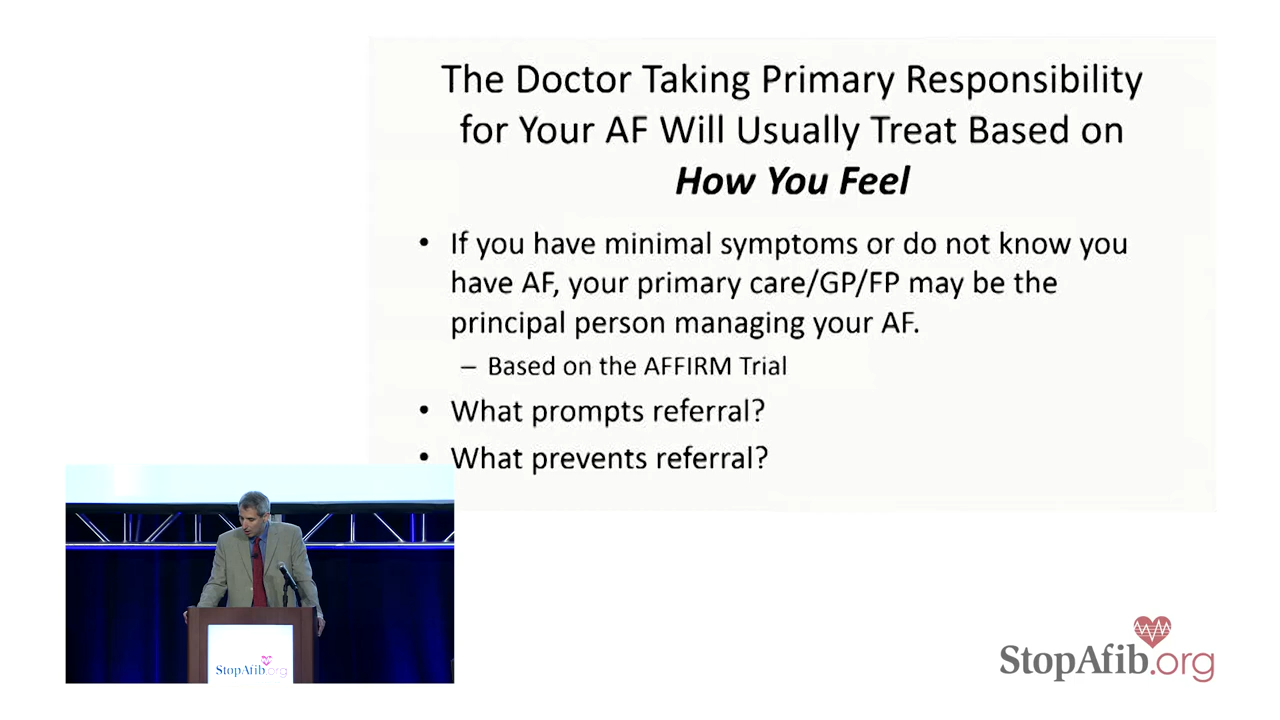 The Doctor Taking Primary Responsibility
for Your AF Will Usually Treat Based on
How You Feel
• If you have minimal symptoms or do not know you
have AF, your primary care/GP/FP may be the
principal person managing your AF.
– Based on the AFFIRM Trial
• What prompts referral?
• What prevents referral?
StopAfib.org
StopAfib.org